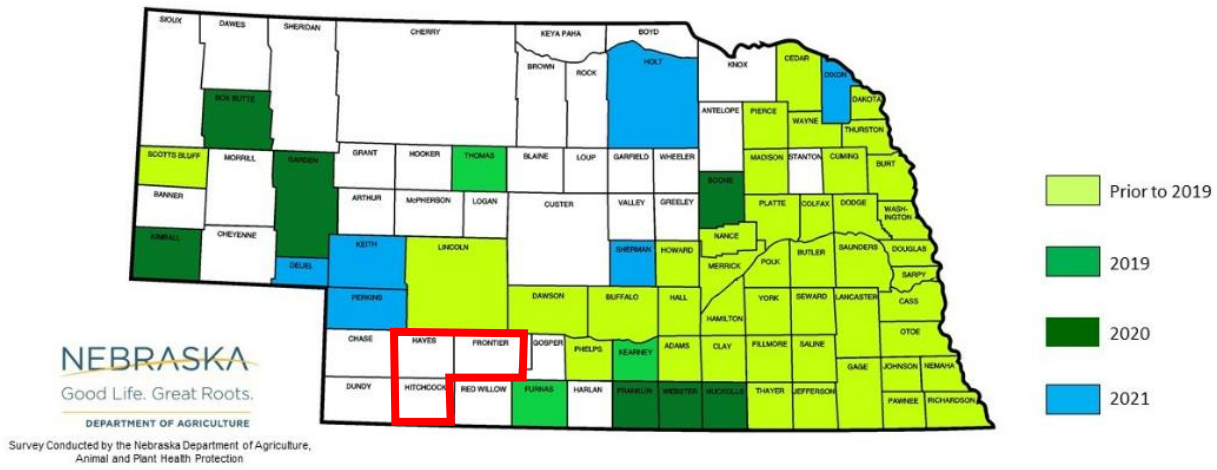 SIOUX DAWES SHERIDAN CHERRY KEYA PAHA BOYD
BROWN ROCK HOLT KNOX CEDAR DIXON
DAKOTA
BOX BUTTE ANTELOPE PIERCE WAYNE
THURSTON
SCOTTS BLUFF MORRILL GARDEN GRANT HOOKER THOMAS BLAINE LOUP GARFIELD WHEELER MADISON STANTON CUMING BURT
BOONE
BANNER ARTHUR McPHERSON LOGAN CUSTER VALLEY GREELEY PLATTE COLFAX DODGE WASH-
INGTON
KIMBALL CHEYENNE DEUEL KEITH LINCOLN SHERMAN HOWARD NANCE MERRICK POLK BUTLER SAUNDERS DOUGLAS
SARPY
PERKINS DAWSON BUFFALO HALL HAMILTON YORK SEWARD LANCASTER CASS
OTOE
CHASE HAYES FRONTIER GOSPER PHELPS KEARNEY ADAMS CLAY FILLMORE SALINE
GAGE JOHNSON NEMAHA
DUNDY HITCHCOCK RED WILLOW FURNAS HARLAN FRANKLIN WEBSTER NUCKOLLS THAYER JEFFERSON PAWNEE RICHARDSON
Prior to 2019
2019
2020
2021
NEBRASKA
Good Life. Great Roots.
DEPARTMENT OF AGRICULTURE
Survey Conducted by the Nebraska Department of Agriculture,
Animal and Plant Health Protection